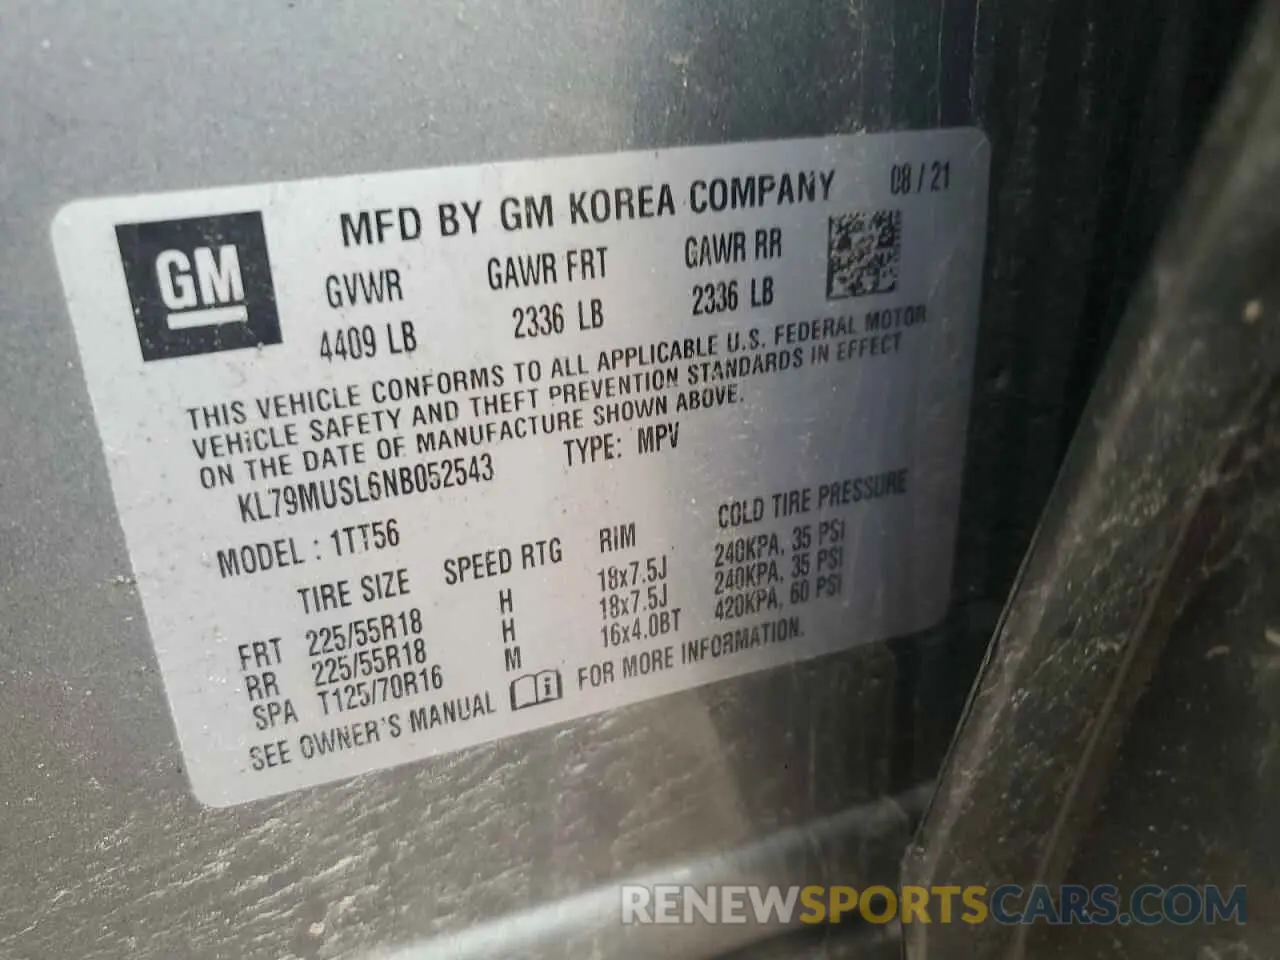 MFD BY GM KOREA COMPANY 08/21
GM
GVWR GAWR FRT GAWR RR
4409 LB 2336 LB 2336 LB
THIS VEHICLE CONFORMS TO ALL APPLICABLE U.S. FEDERAL MOTOR
VEHICLE SAFETY AND THEFT PREVENTION STANDARDS IN EFFECT
ON THE DATE OF MANUFACTURE SHOWN ABOVE.
KL79MUSL6NB052543 TYPE: MPV
MODEL : 1TT56
TIRE SIZE SPEED RTG RIM COLD TIRE PRESSURE
FRT 225/55R18 H 18x7.5J 240KPA, 35 PSI
RR 225/55R18 H 18x7.5J 240KPA, 35 PSI
SPA T125/70R16 M 16x4.0BT 420KPA, 60 PSI
SEE OWNER'S MANUAL FOR MORE INFORMATION.
RENEWSPORTSCARS.COM